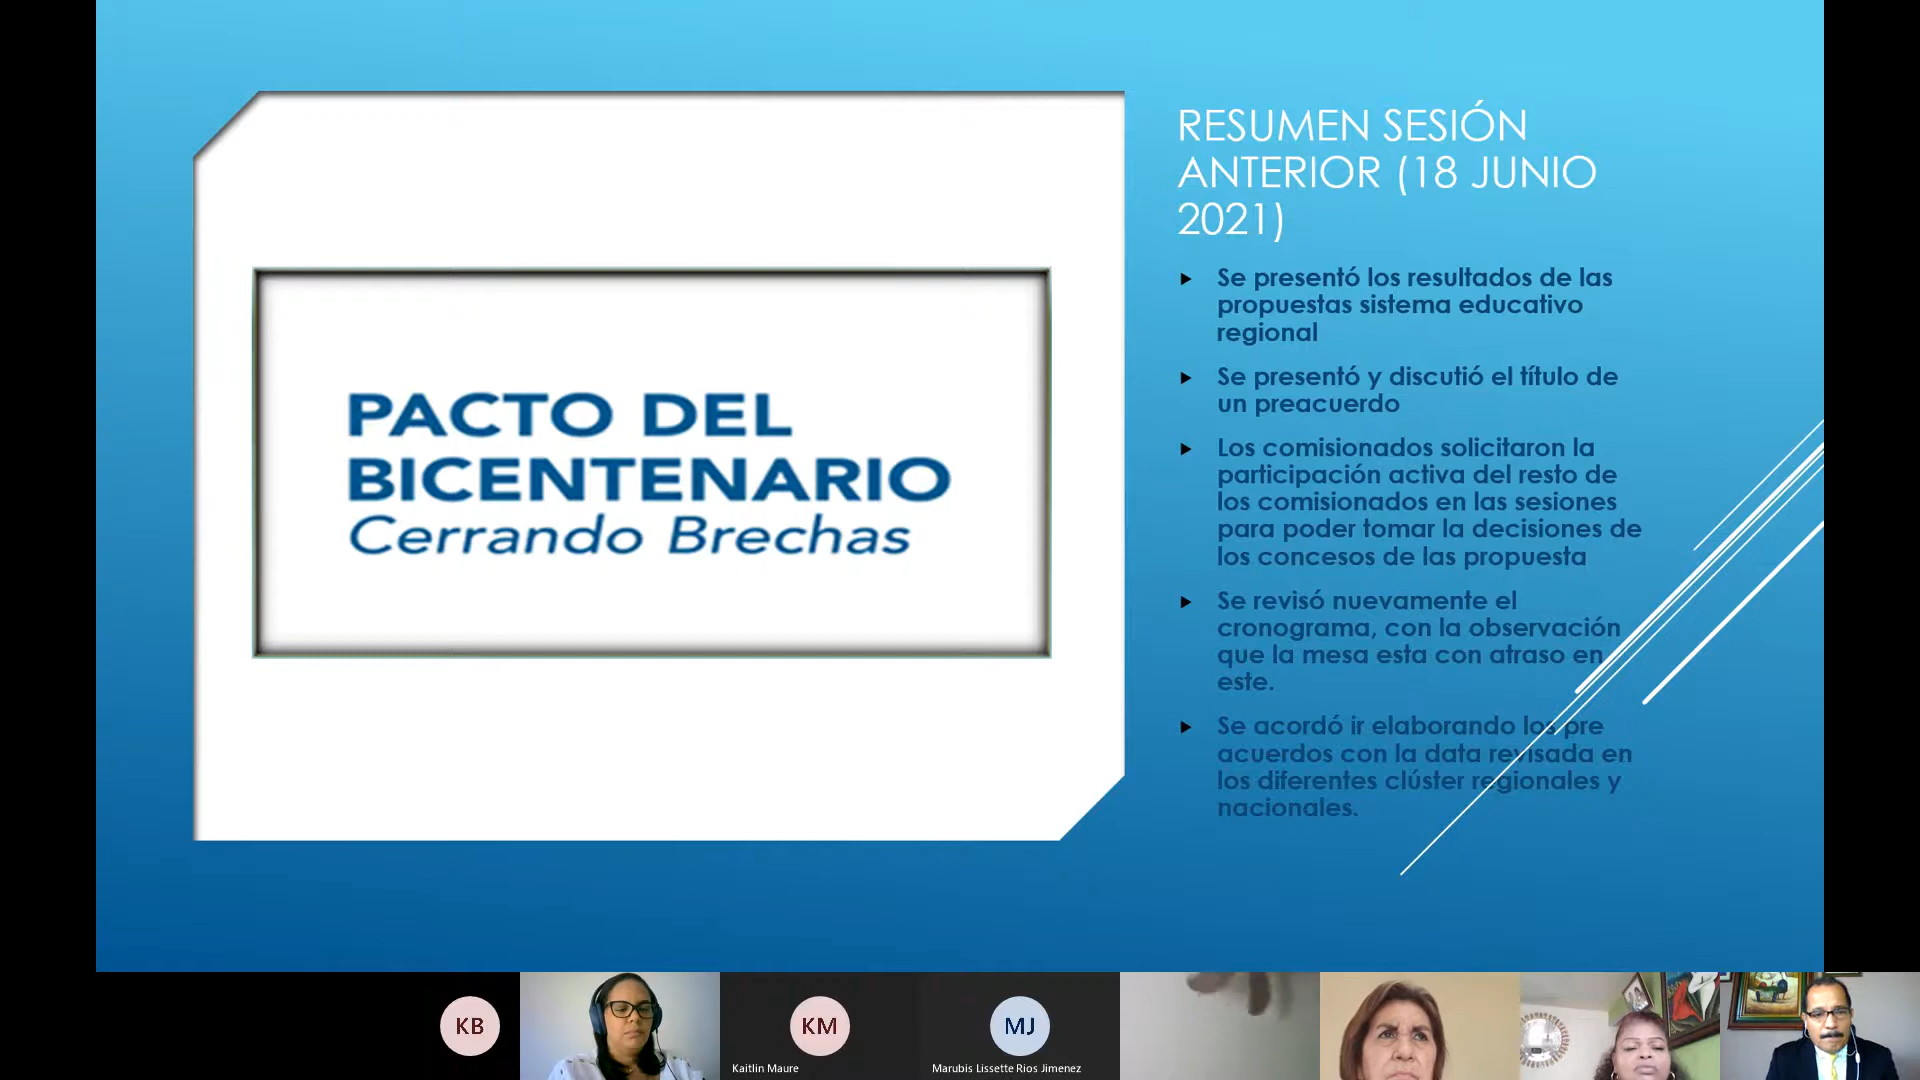 PACTO DEL
BICENTENARIO
Cerrando Brechas
RESUMEN SESIÓN
ANTERIOR (18 JUNIO
2021)
Se presentó los resultados de las
propuestas sistema educativo
regional
Se presentó y discutió el título de
un preacuerdo
Los comisionados solicitaron la
participación activa del resto de
los comisionados en las sesiones
para poder tomar la decisiones de
los concesos de las propuesta
Se revisó nuevamente el
cronograma, con la observación
que la mesa esta con atraso en
este.
Se acordó ir elaborando los pre
acuerdos con la data revisada en
los diferentes clúster regionales y
nacionales.
KB
KM
Kaitlin Maure
MJ
Marubis Lissette Rios Jimenez